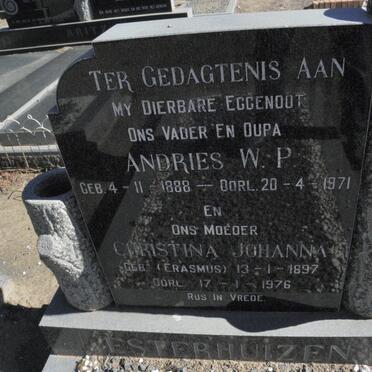 TER GEDAGTENIS AAN
MY DIERBARE EGGENOOT
ONS VADER EN OUPA
ANDRIES W. P.
GEB. 4-11-1888 — OORL. 20-4-1971
EN
ONS MOEDER
CHRISTINA JOHANNA
GEB. (ERASMUS) 13-1-1897
OORL. 17-1-1976
RUS IN VREDE.
ESTERHUIZEN